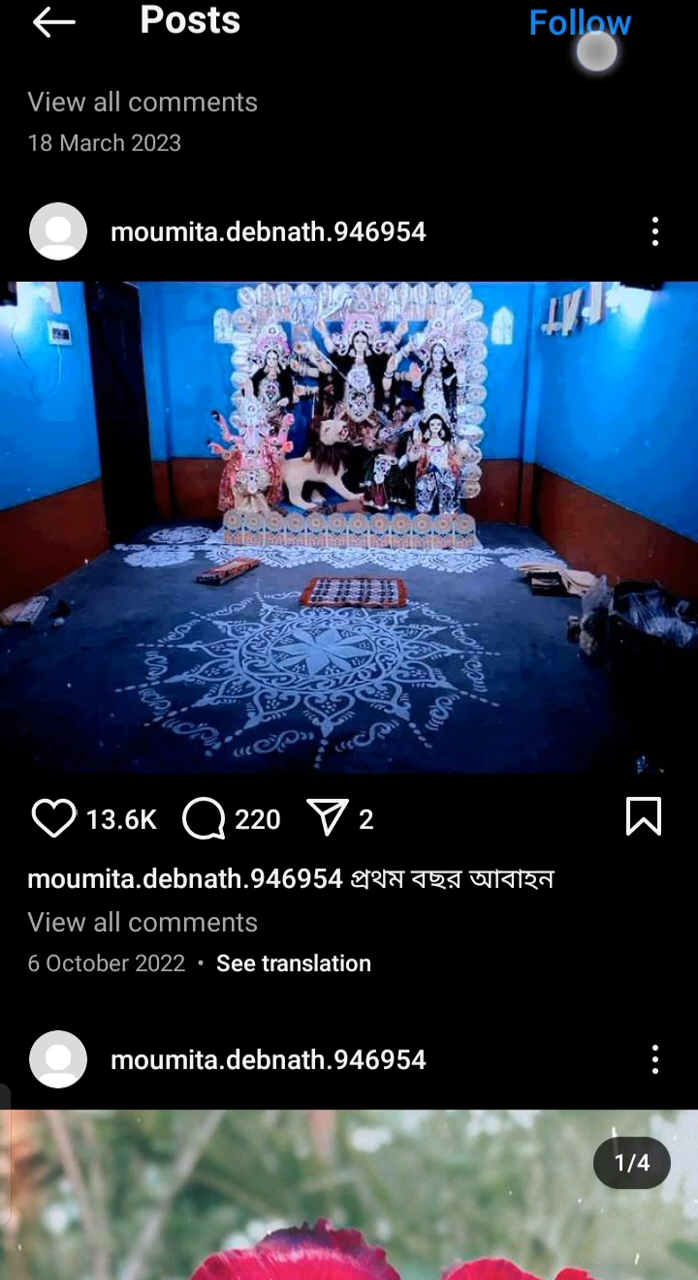 Posts Follow
View all comments
18 March 2023
moumita.debnath.946954
13.6K 220 2
moumita.debnath.946954 প্রথম বছর আবাহন
View all comments
6 October 2022 • See translation
moumita.debnath.946954
1/4